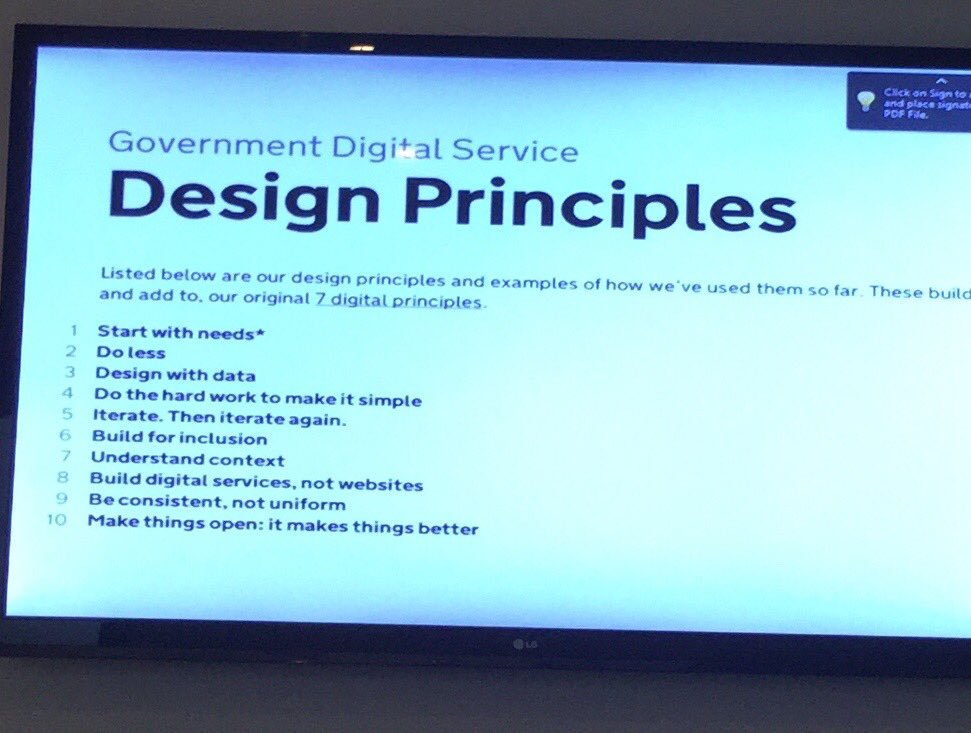 Click on Sign to
and place signat
PDF File.
Government Digital Service
Design Principles
Listed below are our design principles and examples of how we've used them so far. These build
and add to, our original 7 digital principles.
1 Start with needs*
2 Do less
3 Design with data
4 Do the hard work to make it simple
5 Iterate. Then iterate again.
6 Build for inclusion
7 Understand context
8 Build digital services, not websites
9 Be consistent, not uniform
10 Make things open: it makes things better
LG